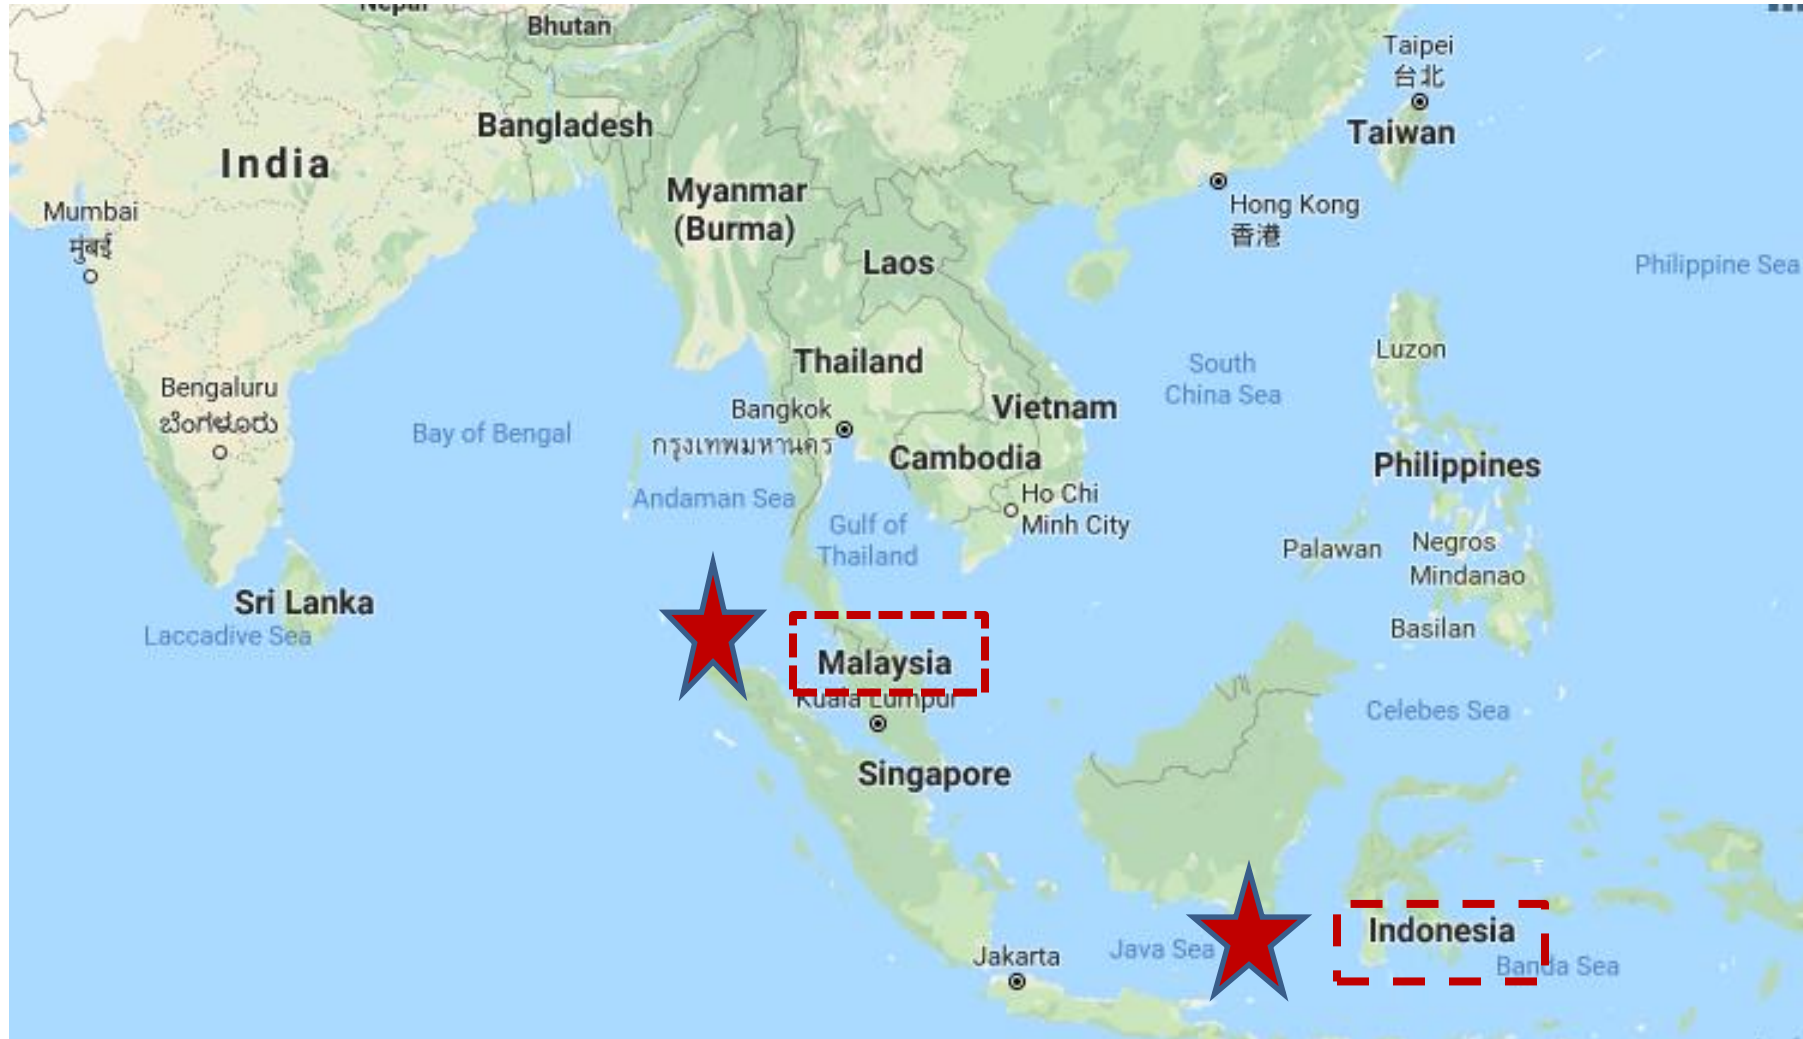 Nepal
Bhutan
Taipei
台北
Taiwan
Bangladesh
India
Myanmar
(Burma)
Mumbai
मुंबई
Hong Kong
香港
Laos
Philippine Sea
Luzon
Thailand
South
China Sea
Bengaluru
ಬೆಂಗಳೂರು
Bangkok
กรุงเทพมหานคร
Vietnam
Bay of Bengal
Cambodia
Philippines
Andaman Sea
Ho Chi
Minh City
Gulf of
Thailand
Palawan
Negros
Mindanao
Sri Lanka
Laccadive Sea
Basilan
Malaysia
Kuala Lumpur
Celebes Sea
Singapore
Indonesia
Java Sea
Jakarta
Banda Sea